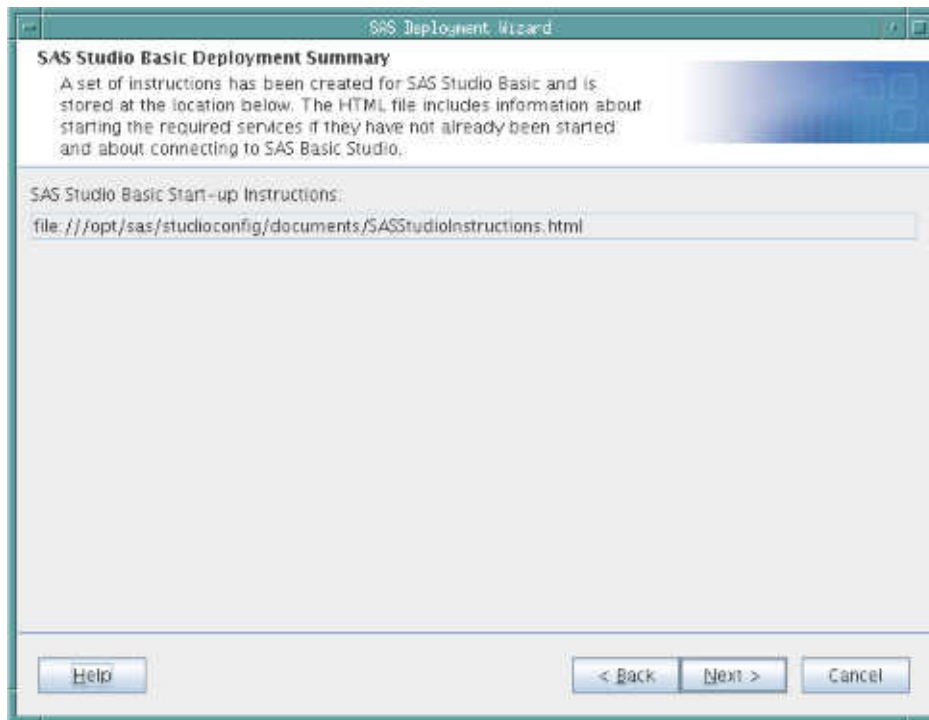 SAS Deployment Wizard
SAS Studio Basic Deployment Summary
A set of instructions has been created for SAS Studio Basic and is
stored at the location below. The HTML file includes information about
starting the required services if they have not already been started
and about connecting to SAS Basic Studio.
SAS Studio Basic Start-up Instructions:
file:///opt/sas/studioconfig/documents/SASStudioInstructions.html
Help
< Back
Next >
Cancel